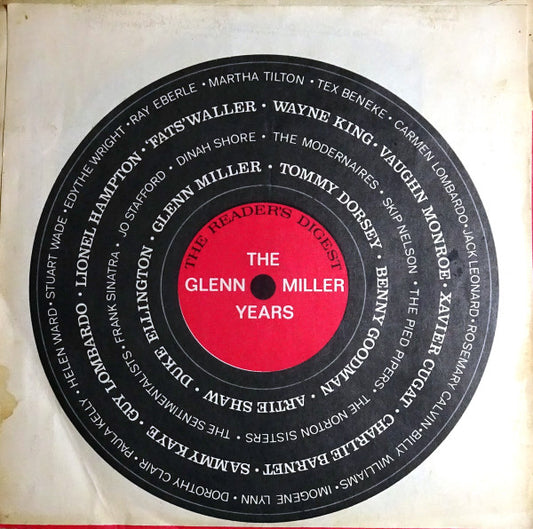 THE READER'S DIGEST
THE
GLENN MILLER
YEARS
GLENN MILLER • TOMMY DORSEY • BENNY GOODMAN • ARTIE SHAW • DUKE ELLINGTON •
DINAH SHORE • THE MODERNAIRES • SKIP NELSON • THE PIED PIPERS • THE NORTON SISTERS • THE SENTIMENTALISTS • FRANK SINATRA • JO STAFFORD •
'FATS' WALLER • WAYNE KING • VAUGHN MONROE • XAVIER CUGAT • CHARLIE BARNET • SAMMY KAYE • GUY LOMBARDO • LIONEL HAMPTON •
MARTHA TILTON • TEX BENEKE • CARMEN LOMBARDO • JACK LEONARD • ROSEMARY CALVIN • BILLY WILLIAMS • IMOGENE LYNN • DOROTHY CLAIR • PAULA KELLY • HELEN WARD • STUART WADE • EDYTHE WRIGHT • RAY EBERLE •